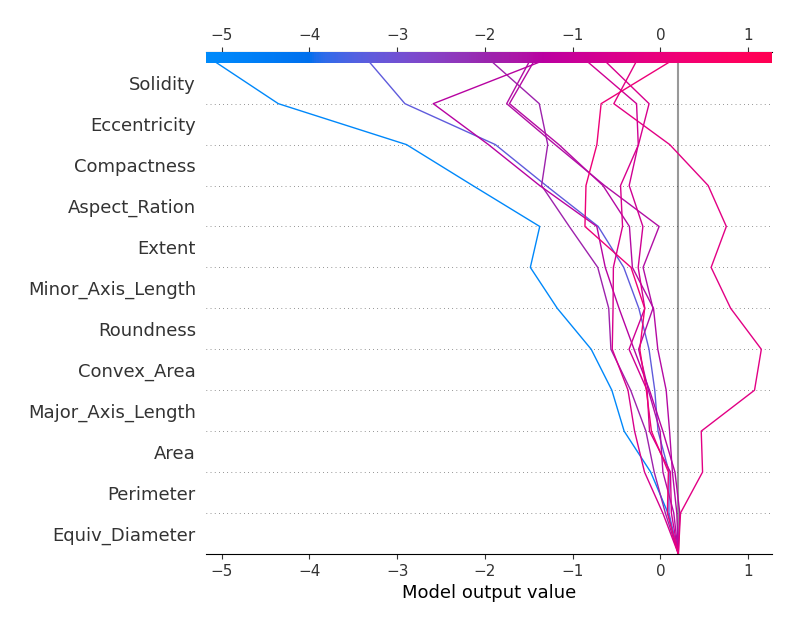 −5 −4 −3 −2 −1 0 1
Solidity
Eccentricity
Compactness
Aspect_Ration
Extent
Minor_Axis_Length
Roundness
Convex_Area
Major_Axis_Length
Area
Perimeter
Equiv_Diameter
−5 −4 −3 −2 −1 0 1
Model output value